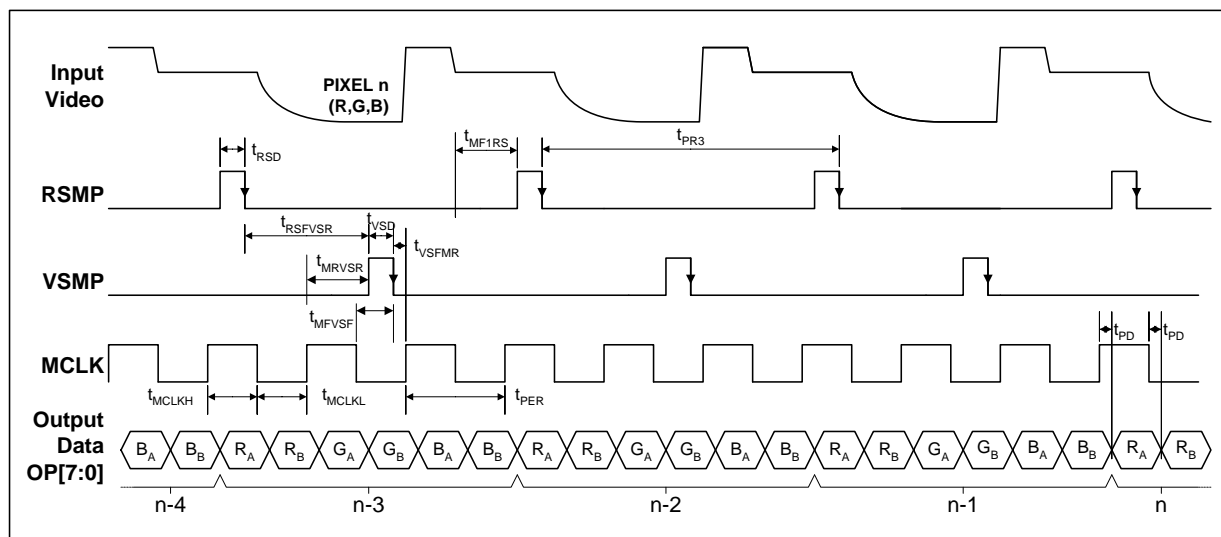 Input
Video
PIXEL n
(R,G,B)
tMF1RS
tPR3
tRSD
RSMP
tRSFVSR
tVSD
tVSFMR
tMRVSR
VSMP
tMFVSF
tPD
tPD
MCLK
tMCLKH
tMCLKL
tPER
Output
Data
OP[7:0]
BA BB RA RB GA GB BA BB RA RB GA GB BA BB RA RB GA GB BA BB RA RB
n-4 n-3 n-2 n-1 n